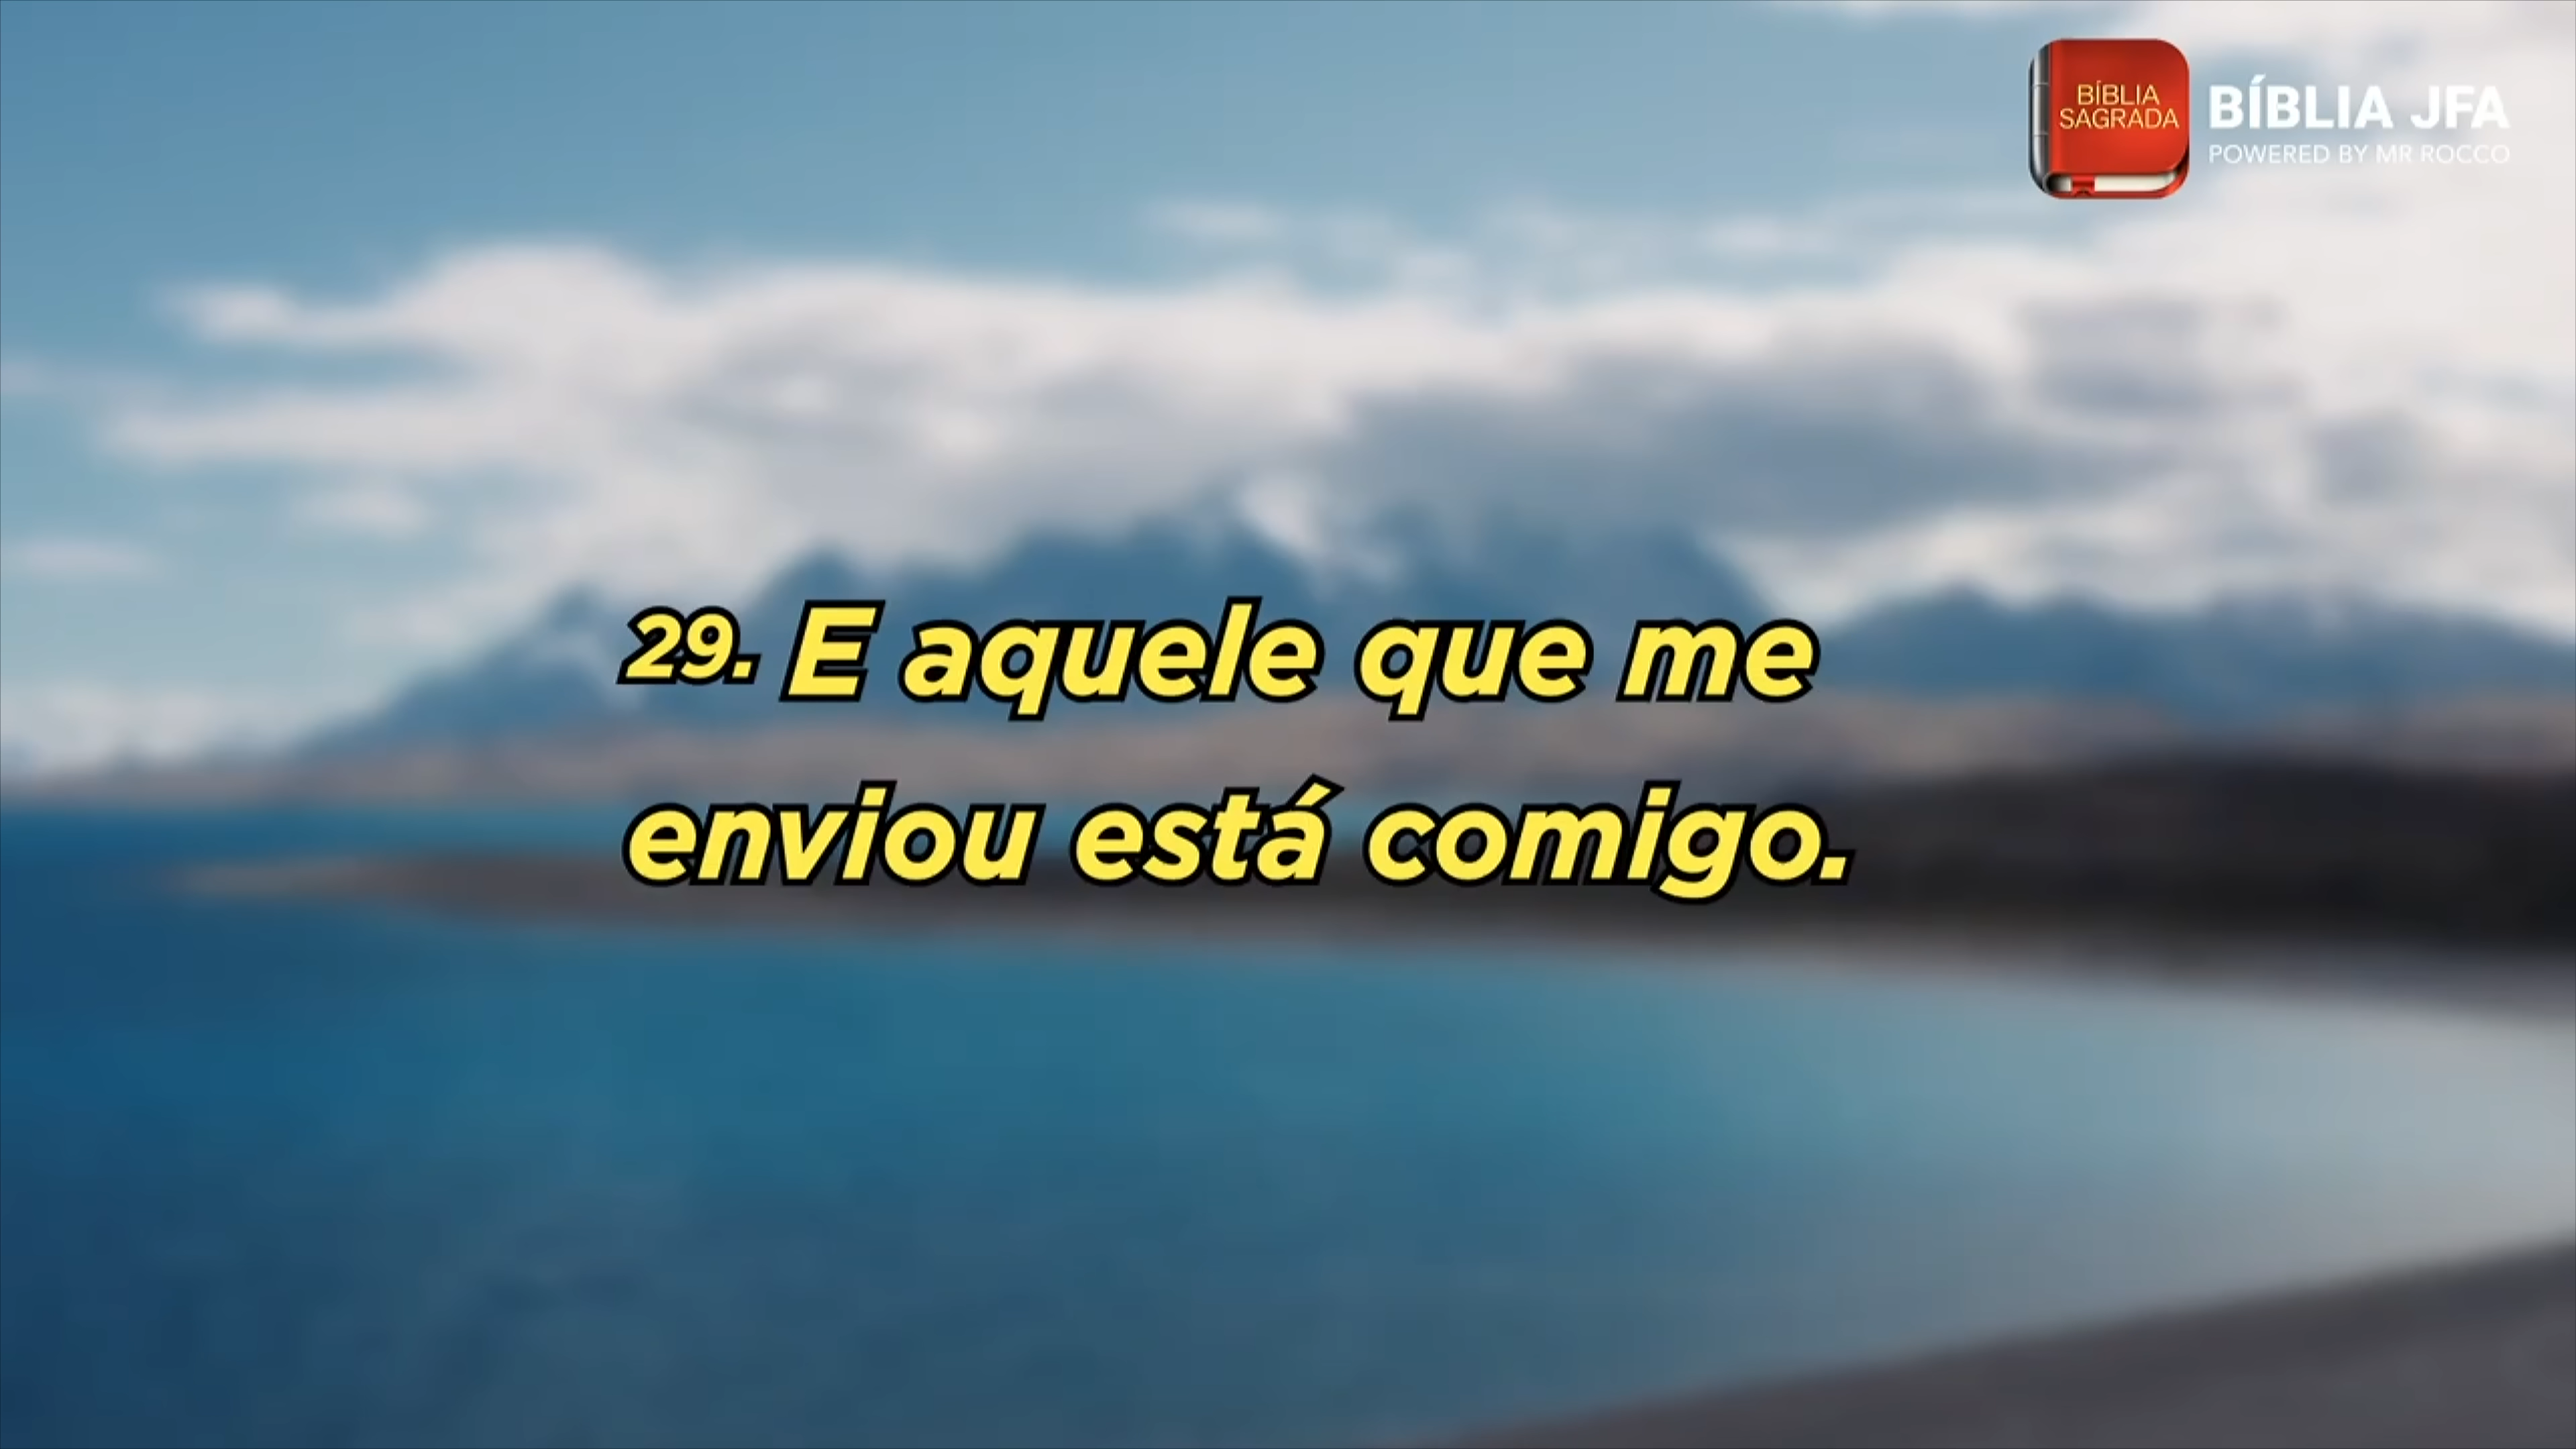 BÍBLIA
SAGRADA
BÍBLIA JFA
POWERED BY MR ROCCO
29. E aquele que me
enviou está comigo.